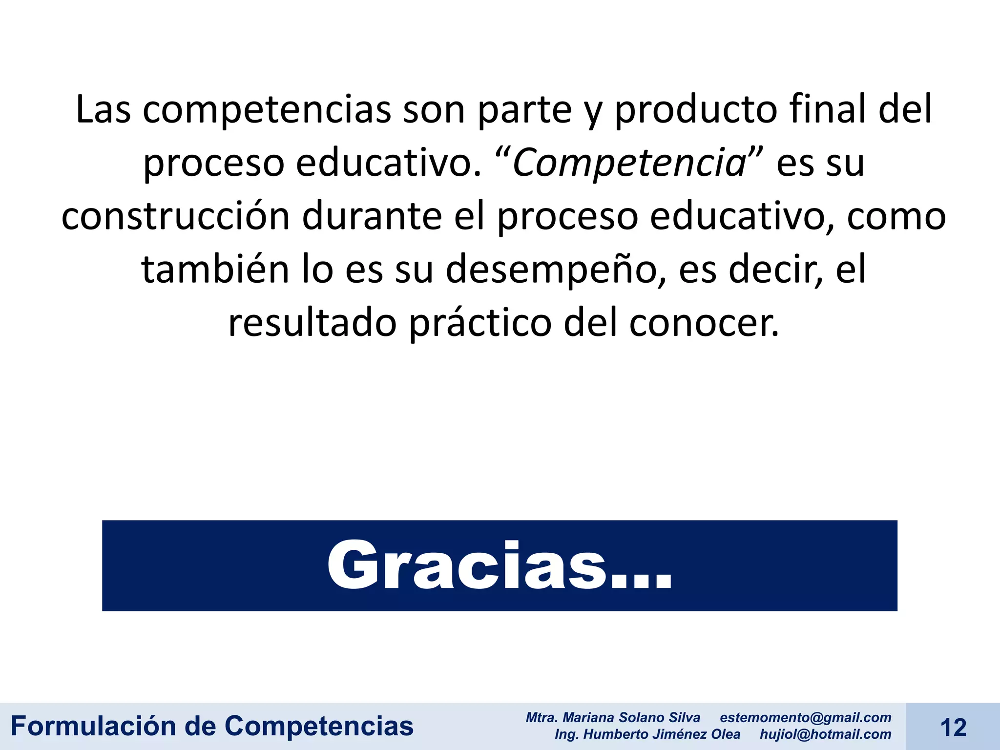 Las competencias son parte y producto final del
proceso educativo. “Competencia” es su
construcción durante el proceso educativo, como
también lo es su desempeño, es decir, el
resultado práctico del conocer.
Gracias...
Formulación de Competencias
Mtra. Mariana Solano Silva estemomento@gmail.com
Ing. Humberto Jiménez Olea hujiol@hotmail.com
12